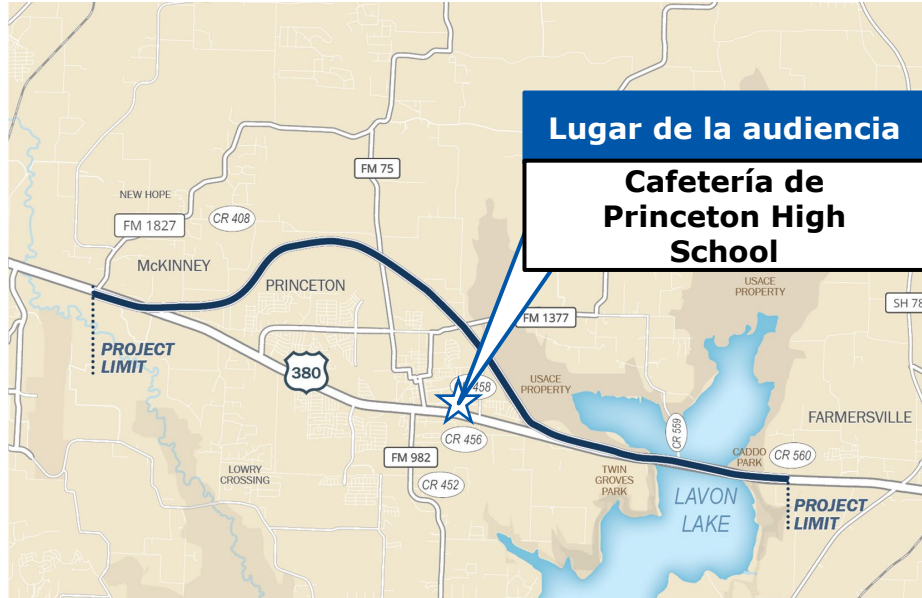 Lugar de la audiencia
Cafetería de
Princeton High
School
FM 75
NEW HOPE
CR 408
FM 1827
McKINNEY
PRINCETON
USACE
PROPERTY
SH 78
FM 1377
PROJECT
LIMIT
380
458
USACE
PROPERTY
CR 456
CR 559
FARMERSVILLE
FM 982
LOWRY
CROSSING
CR 452
TWIN
GROVES
PARK
CADDO
PARK
CR 560
LAVON
LAKE
PROJECT
LIMIT